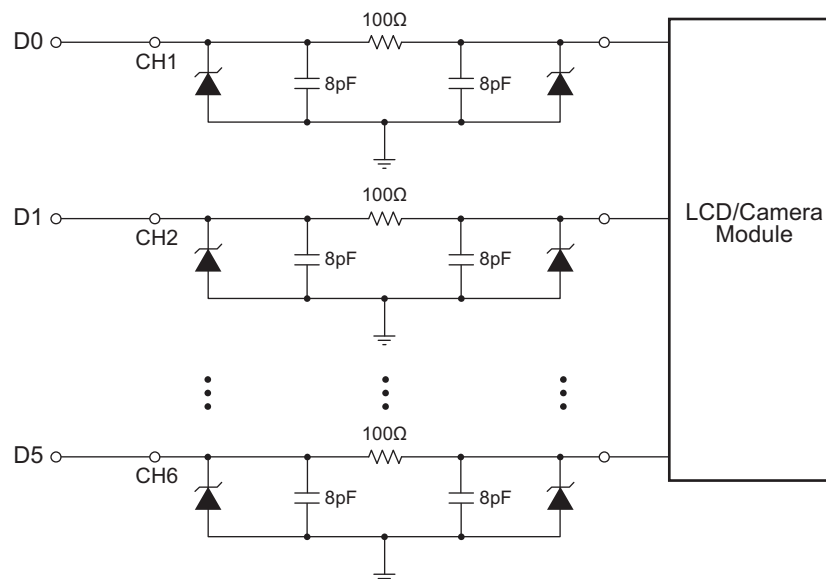 100Ω
D0
CH1
8pF
8pF
100Ω
D1
CH2
8pF
8pF
LCD/Camera
Module
100Ω
D5
CH6
8pF
8pF